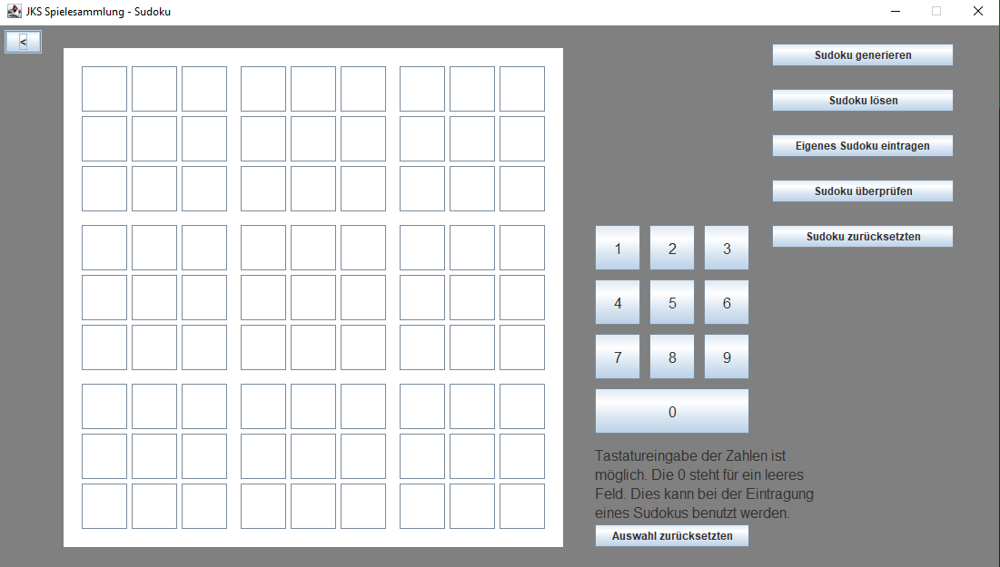 JKS Spielesammlung - Sudoku
<
Sudoku generieren
Sudoku lösen
Eigenes Sudoku eintragen
Sudoku überprüfen
Sudoku zurücksetzten
1 2 3
4 5 6
7 8 9
0
Tastatureingabe der Zahlen ist
möglich. Die 0 steht für ein leeres
Feld. Dies kann bei der Eintragung
eines Sudokus benutzt werden.
Auswahl zurücksetzten